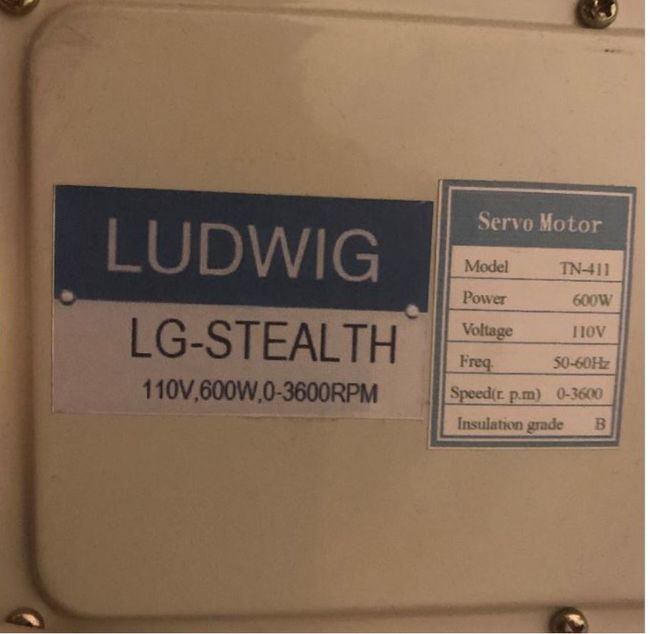 LUDWIG
LG-STEALTH
110V,600W,0-3600RPM
Servo Motor
Model TN-411
Power 600W
Voltage 110V
Freq. 50-60Hz
Speed(r. p.m) 0-3600
Insulation grade B